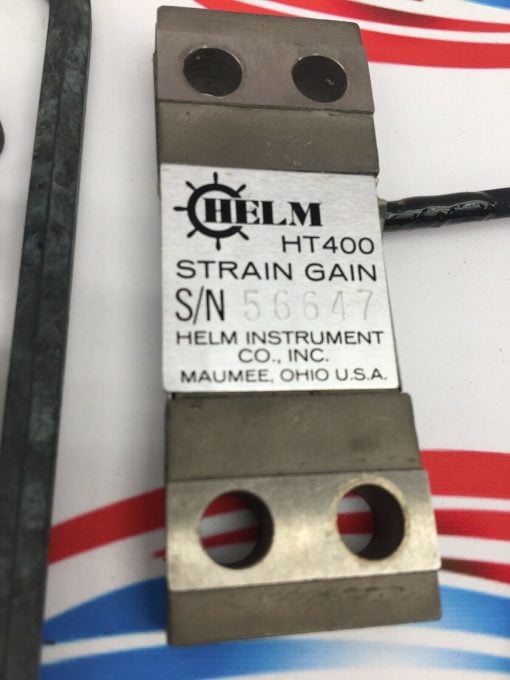 HELM
HT400
STRAIN GAIN
S/N 56647
HELM INSTRUMENT
CO., INC.
MAUMEE, OHIO U.S.A.